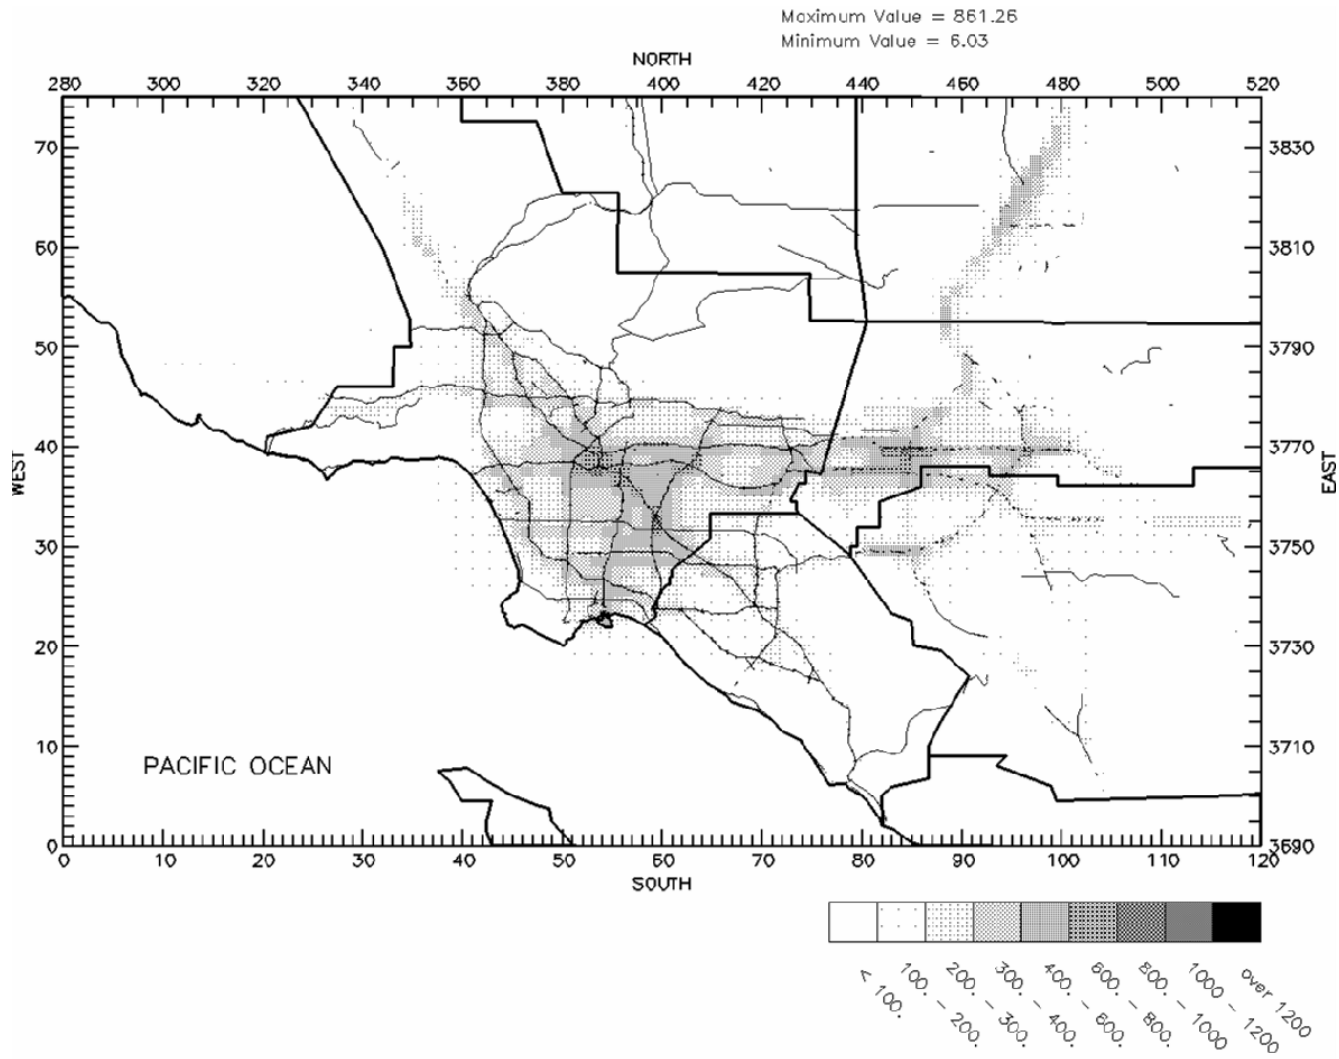 Maximum Value = 861.26
Minimum Value = 6.03
NORTH
280 300 320 340 360 380 400 420 440 460 480 500 520
70 3830
60 3810
50 3790
40 3770
WEST EAST
30 3750
20 3730
10 3710
PACIFIC OCEAN
0 3690
0 10 20 30 40 50 60 70 80 90 100 110 120
SOUTH
< 100.
100. - 200.
200. - 300.
300. - 400.
400. - 600.
600. - 800.
800. - 1000
1000 - 1200
over 1200